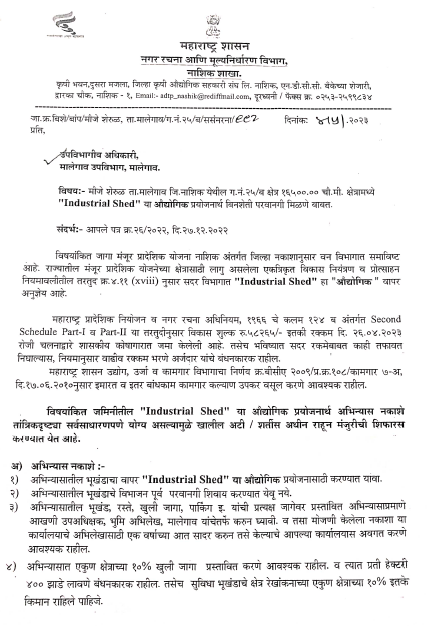 महाराष्ट्र शासन
नगर रचना आणि मूल्यनिर्धारण विभाग,
नाशिक शाखा.
कृषी भवन,दुसरा मजला, जिल्हा कृषी औद्योगिक सहकारी संघ लि. नाशिक, एन.डी.सी.सी. बँकेच्या शेजारी,
द्वारका चौक, नाशिक - १, Email:- adtp_nashik@rediffmail.com, दूरध्वनी / फॅक्स क्र. ०२५३-२५९९८३४
जा.क्र.बिशे/बांप/मौजे शेरुळ, ता.मालेगाव/ग.नं.२५/ब/ससंनरना/ दिनांक: .२०२३
प्रति,
उपविभागीय अधिकारी,
मालेगाव उपविभाग, मालेगाव.
विषय:- मौजे शेरुळ ता.मालेगाव जि.नाशिक येथील ग.नं.२५/ब क्षेत्र १६५००.०० चौ.मी. क्षेत्रामध्ये
"Industrial Shed" या औद्योगिक प्रयोजनार्थ बिनशेती परवानगी मिळणे बाबत.
संदर्भ:- आपले पत्र क्र.२६/२०२२, दि.२७.१२.२०२२
विषयांकित जागा मंजूर प्रादेशिक योजना नाशिक अंतर्गत जिल्हा नकाशानुसार वन विभागात समाविष्ट
आहे. राज्यातील मंजूर प्रादेशिक योजनेच्या क्षेत्रासाठी लागु असलेला एकत्रिकृत विकास नियंत्रण व प्रोत्साहन
नियमावलीतील तरतुद क्र.४.११ (xviii) नुसार सदर विभागात "Industrial Shed" हा "औद्योगिक" वापर
अनुज्ञेय आहे.
महाराष्ट्र प्रादेशिक नियोजन व नगर रचना अधिनियम, १९६६ चे कलम १२४ ब अंतर्गत Second
Schedule Part-I व Part-II या तरतुदीनुसार विकास शुल्क रु.५८२६५/- इतकी रक्कम दि. २६.०४.२०२३
रोजी चलनाद्वारे शासकीय कोषागारात जमा केलेली आहे. तसेच भविष्यात सदर रकमेबाबत काही तफावत
निघाल्यास, नियमानुसार वाढीव रक्कम भरणे अर्जदार यांचे बंधनकारक राहील.
महाराष्ट्र शासन उद्योग, उर्जा व कामगार विभागाचा निर्णय क्र.बीसीए २००९/प्र.क्र.१०८/कामगार ७-अ,
दि.१७.०६.२०१०नुसार इमारत व इतर बांधकाम कामगार कल्याण उपकर वसूल करणे आवश्यक राहील.
विषयांकित जमिनीतील "Industrial Shed" या औद्योगिक प्रयोजनार्थ अभिन्यास नकाशे
तांत्रिकदृष्ट्या सर्वसाधारणपणे योग्य असल्यामुळे खालील अटी / शर्तीस अधीन राहून मंजुरीची शिफारस
करण्यात येत आहे.
अ) अभिन्यास नकाशे :-
१) अभिन्यासातील भूखंडाचा वापर "Industrial Shed" या औद्योगिक प्रयोजनासाठी करण्यात यावा.
२) अभिन्यासातील भूखंडाचे विभाजन पूर्व परवानगी शिवाय करण्यात येवु नये.
३) अभिन्यासातील भूखंड, रस्ते, खुली जागा, पार्किंग इ. यांची प्रत्यक्ष जागेवर प्रस्तावित अभिन्यासाप्रमाणे
आखणी उपअधिक्षक, भुमि अभिलेख, मालेगाव यांचेतर्फे करुन घ्यावी. व तसा मोजणी केलेला नकाशा या
कार्यालयाचे अभिलेखासाठी एक वर्षाच्या आत सादर करुन तसे केल्याचे आपल्या कार्यालयास अवगत करणे
आवश्यक राहील.
४) अभिन्यासात एकुण क्षेत्राच्या १०% खुली जागा प्रस्तावित करणे आवश्यक राहील. व त्यात प्रती हेक्टरी
४०० झाडे लावणे बंधनकारक राहील. तसेच सुविधा भूखंडाचे क्षेत्र रेखांकनाच्या एकुण क्षेत्राच्या १०% इतके
किमान राहिले पाहिजे.